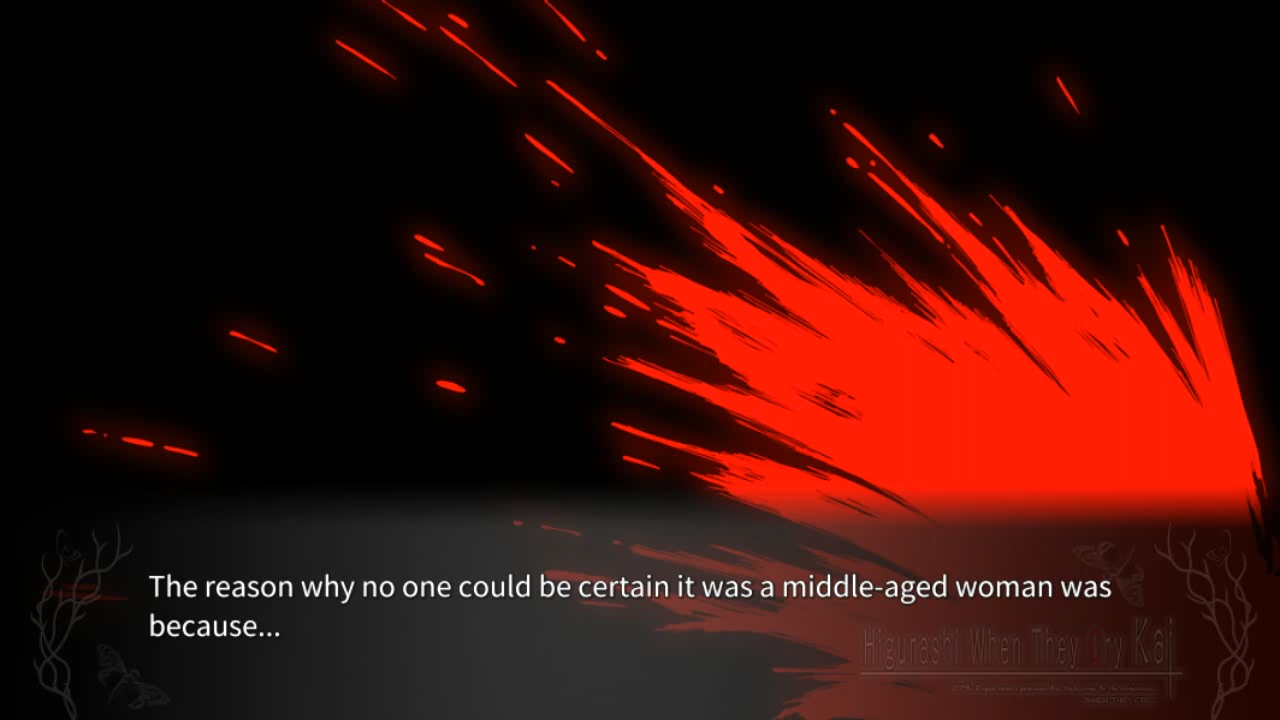 The reason why no one could be certain it was a middle-aged woman was
because...
Higurashi When They Cry Kai